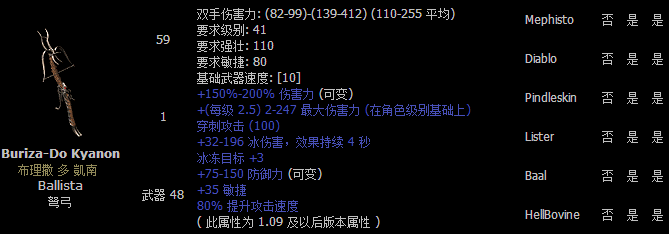 Buriza-Do Kyanon
布理撒 多 凱南
Ballista
弩弓
59
1
武器 48
双手伤害力: (82-99)-(139-412) (110-255 平均)
要求级别: 41
要求强壮: 110
要求敏捷: 80
基础武器速度: [10]
+150%-200% 伤害力 (可变)
+(每级 2.5) 2-247 最大伤害力 (在角色级别基础上)
穿刺攻击 (100)
+32-196 冰伤害，效果持续 4 秒
冰冻目标 +3
+75-150 防御力 (可变)
+35 敏捷
80% 提升攻击速度
( 此属性为 1.09 及以后版本属性 )
Mephisto 否 是 是
Diablo 否 是 是
Pindleskin 否 是 是
Lister 否 是 是
Baal 否 是 是
HellBovine 否 是 是